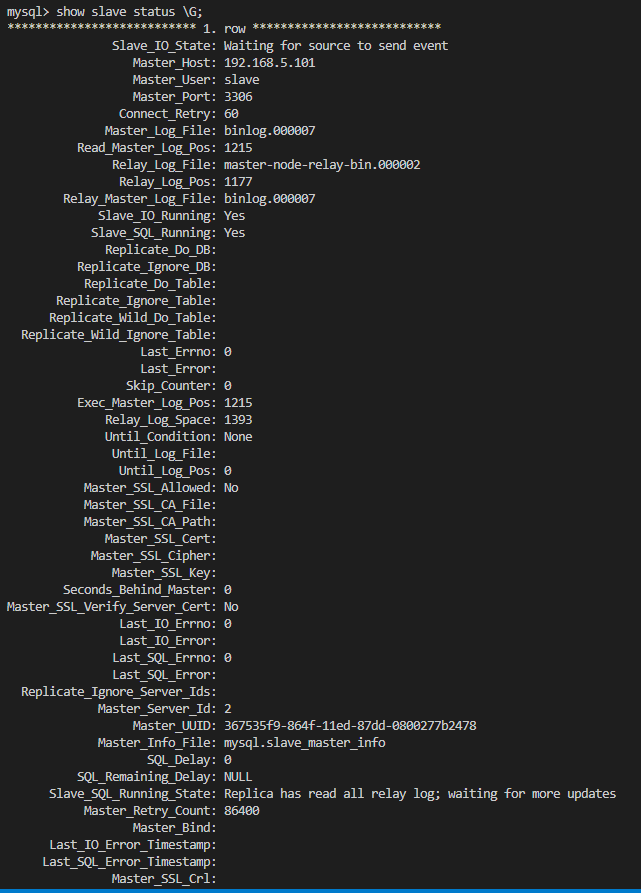 mysql> show slave status \G;
*************************** 1. row ***************************
Slave_IO_State: Waiting for source to send event
Master_Host: 192.168.5.101
Master_User: slave
Master_Port: 3306
Connect_Retry: 60
Master_Log_File: binlog.000007
Read_Master_Log_Pos: 1215
Relay_Log_File: master-node-relay-bin.000002
Relay_Log_Pos: 1177
Relay_Master_Log_File: binlog.000007
Slave_IO_Running: Yes
Slave_SQL_Running: Yes
Replicate_Do_DB:
Replicate_Ignore_DB:
Replicate_Do_Table:
Replicate_Ignore_Table:
Replicate_Wild_Do_Table:
Replicate_Wild_Ignore_Table:
Last_Errno: 0
Last_Error:
Skip_Counter: 0
Exec_Master_Log_Pos: 1215
Relay_Log_Space: 1393
Until_Condition: None
Until_Log_File:
Until_Log_Pos: 0
Master_SSL_Allowed: No
Master_SSL_CA_File:
Master_SSL_CA_Path:
Master_SSL_Cert:
Master_SSL_Cipher:
Master_SSL_Key:
Seconds_Behind_Master: 0
Master_SSL_Verify_Server_Cert: No
Last_IO_Errno: 0
Last_IO_Error:
Last_SQL_Errno: 0
Last_SQL_Error:
Replicate_Ignore_Server_Ids:
Master_Server_Id: 2
Master_UUID: 367535f9-864f-11ed-87dd-0800277b2478
Master_Info_File: mysql.slave_master_info
SQL_Delay: 0
SQL_Remaining_Delay: NULL
Slave_SQL_Running_State: Replica has read all relay log; waiting for more updates
Master_Retry_Count: 86400
Master_Bind:
Last_IO_Error_Timestamp:
Last_SQL_Error_Timestamp:
Master_SSL_Crl: